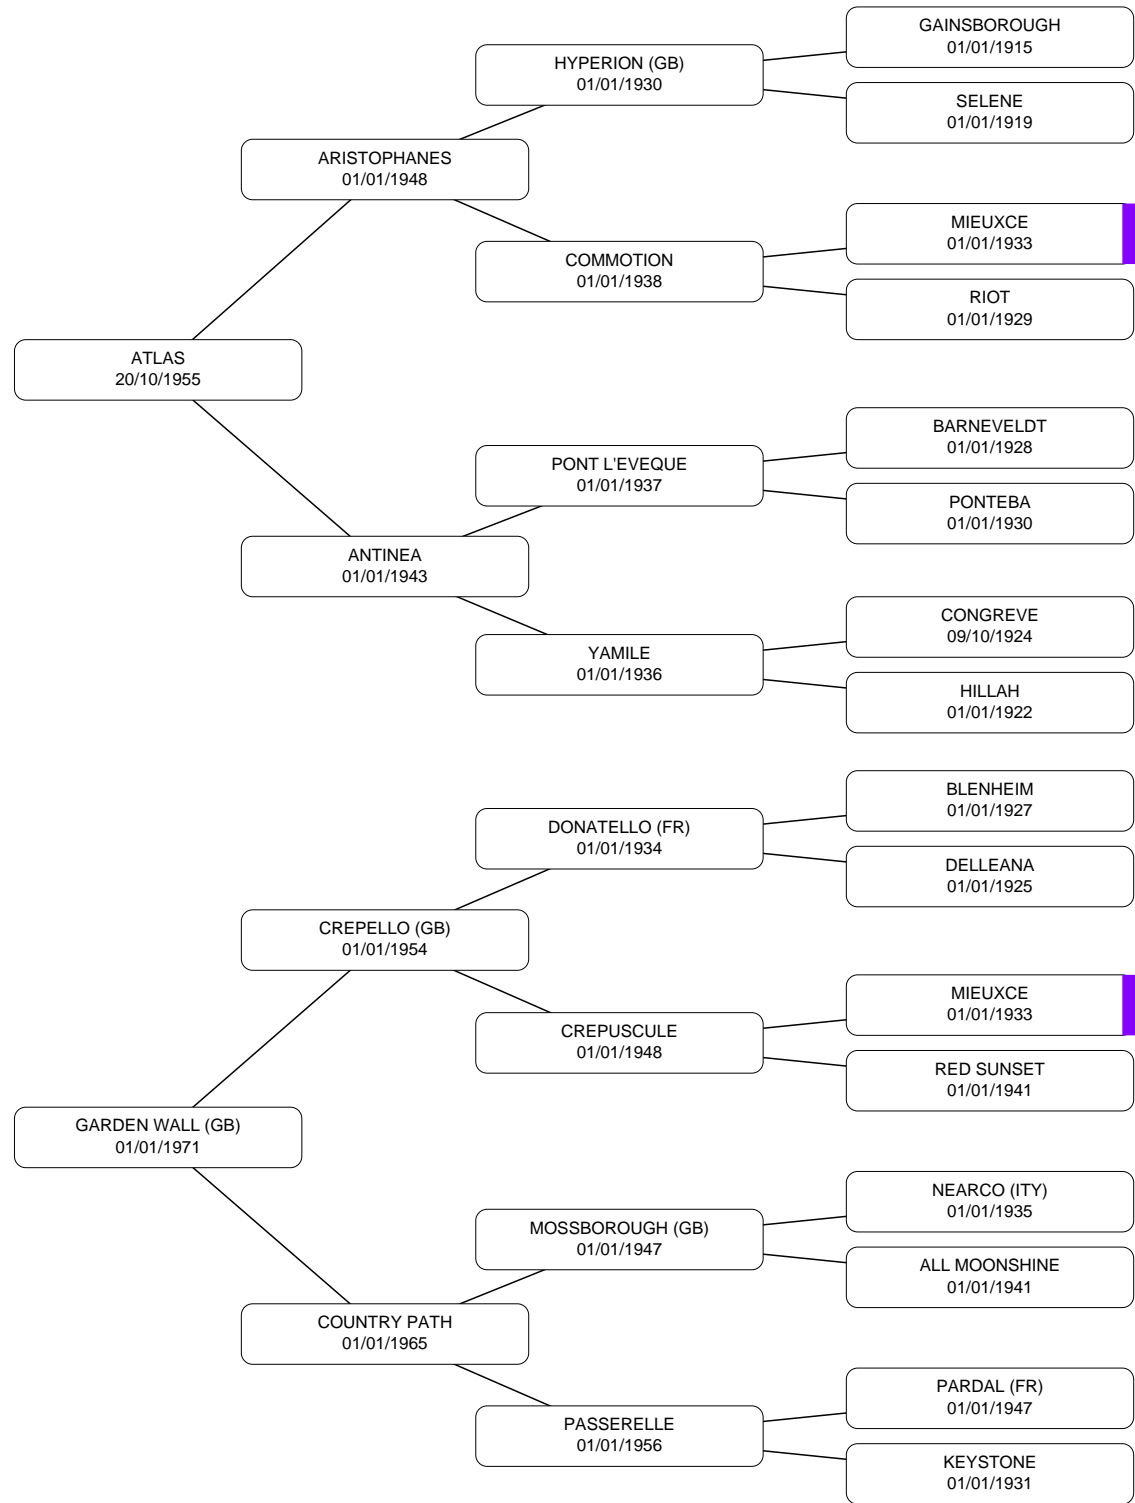 GAINSBOROUGH
01/01/1915
HYPERION (GB)
01/01/1930
SELENE
01/01/1919
ARISTOPHANES
01/01/1948
MIEUXCE
01/01/1933
COMMOTION
01/01/1938
RIOT
01/01/1929
ATLAS
20/10/1955
BARNEVELDT
01/01/1928
PONT L'EVEQUE
01/01/1937
PONTEBA
01/01/1930
ANTINEA
01/01/1943
CONGREVE
09/10/1924
YAMILE
01/01/1936
HILLAH
01/01/1922
BLENHEIM
01/01/1927
DONATELLO (FR)
01/01/1934
DELLEANA
01/01/1925
CREPELLO (GB)
01/01/1954
MIEUXCE
01/01/1933
CREPUSCULE
01/01/1948
RED SUNSET
01/01/1941
GARDEN WALL (GB)
01/01/1971
NEARCO (ITY)
01/01/1935
MOSSBOROUGH (GB)
01/01/1947
ALL MOONSHINE
01/01/1941
COUNTRY PATH
01/01/1965
PARDAL (FR)
01/01/1947
PASSERELLE
01/01/1956
KEYSTONE
01/01/1931